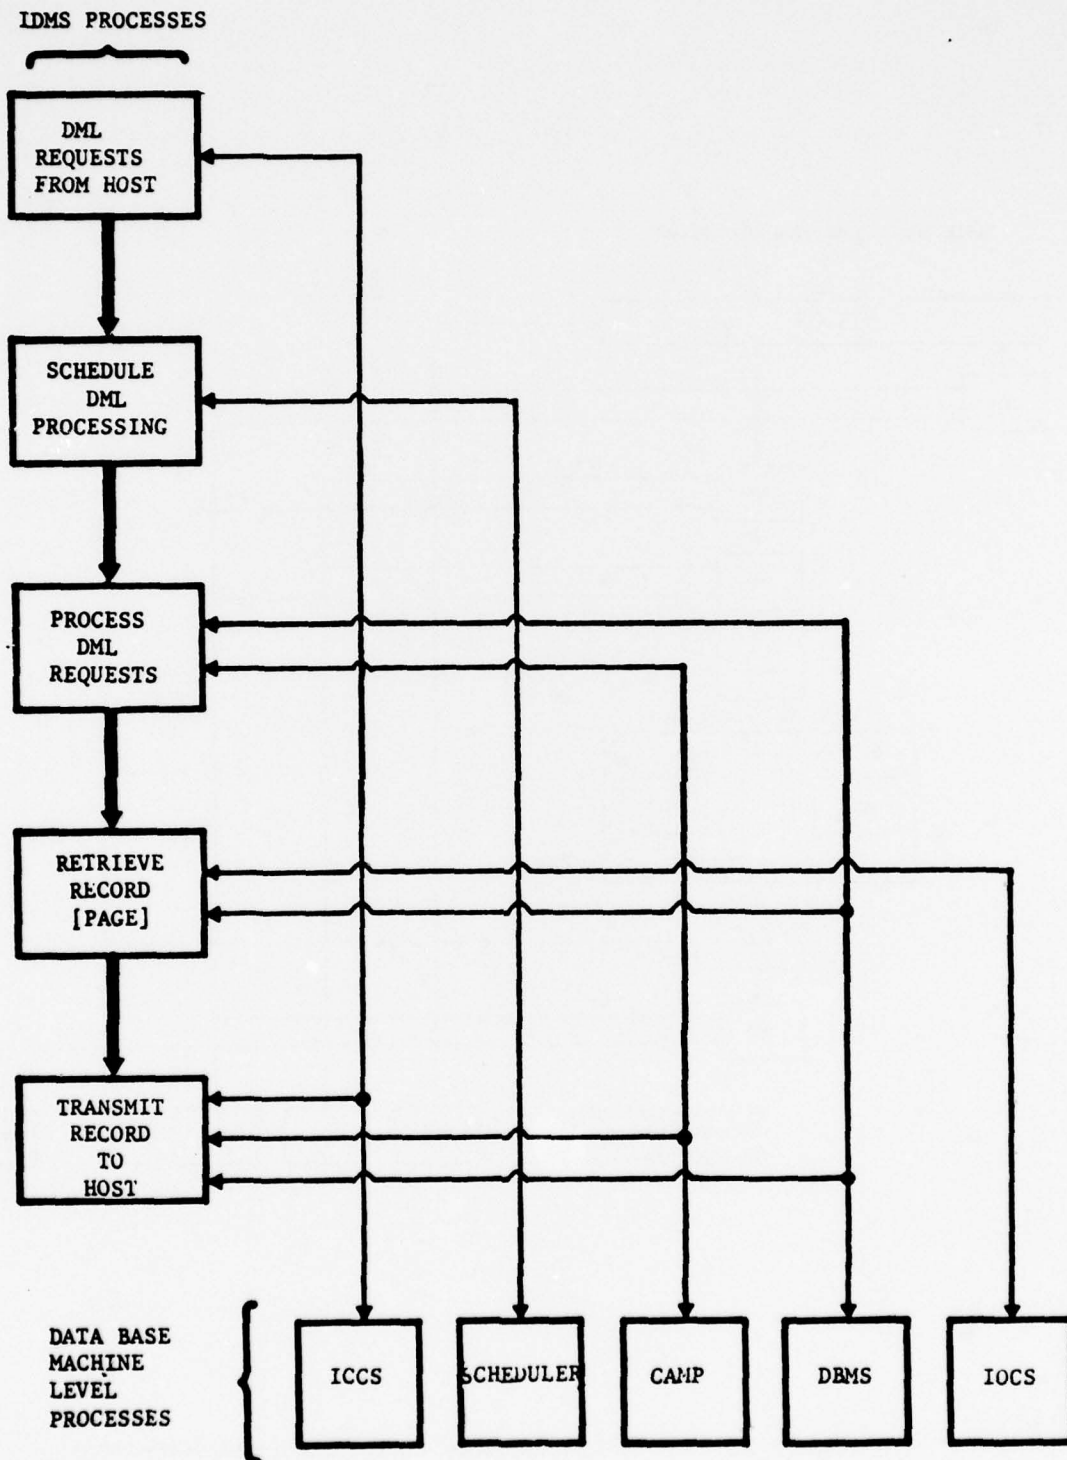 IDMS PROCESSES
DML
REQUESTS
FROM HOST
SCHEDULE
DML
PROCESSING
PROCESS
DML
REQUESTS
RETRIEVE
RECORD
[PAGE]
TRANSMIT
RECORD
TO
HOST
DATA BASE
MACHINE
LEVEL
PROCESSES
ICCS
SCHEDULER
CAMP
DBMS
IOCS